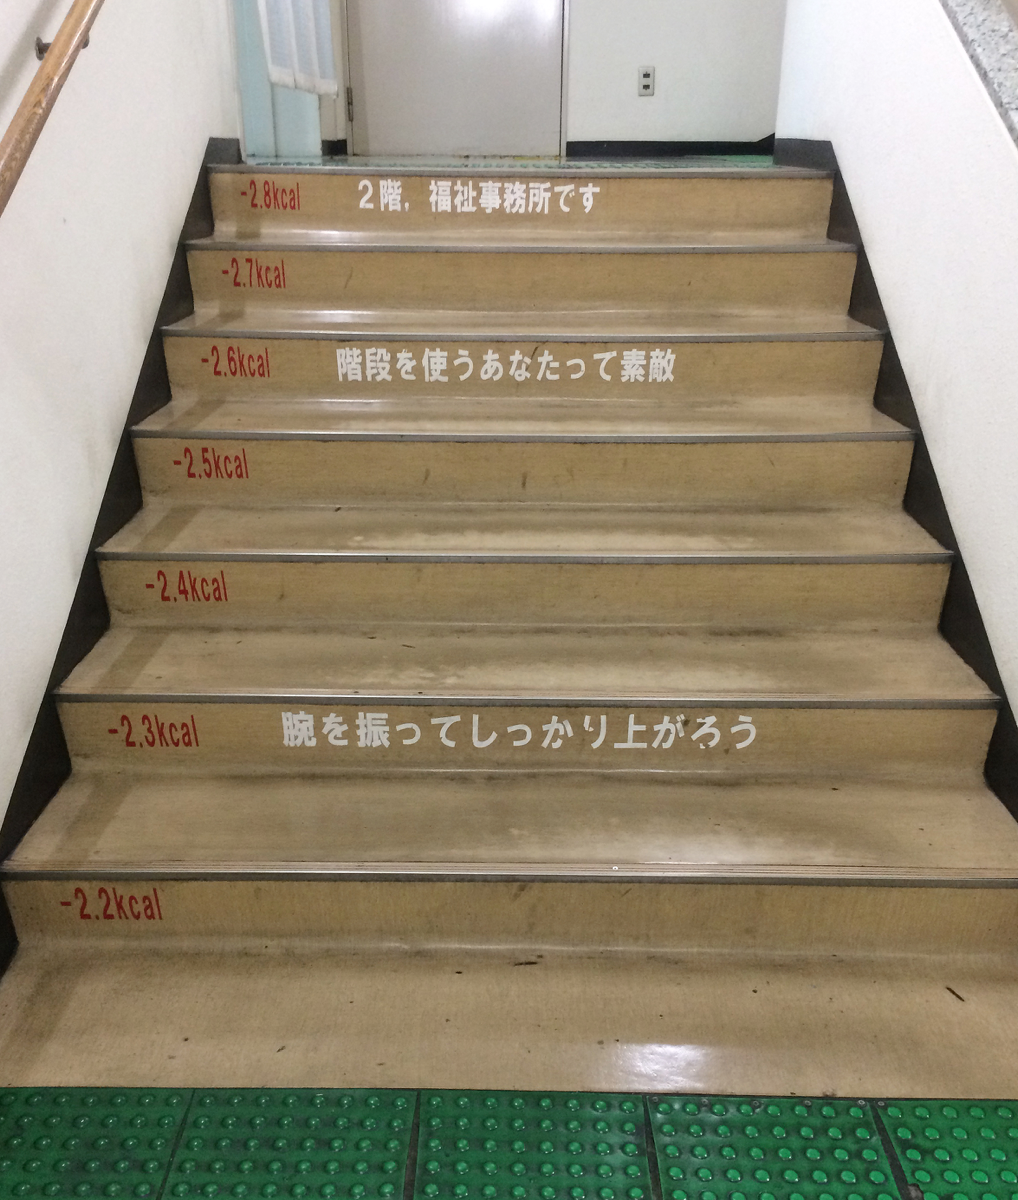 -2.8kcal 2階，福祉事務所です
-2.7kcal
-2.6kcal 階段を使うあなたって素敵
-2.5kcal
-2.4kcal
-2.3kcal 腕を振ってしっかり上がろう
-2.2kcal